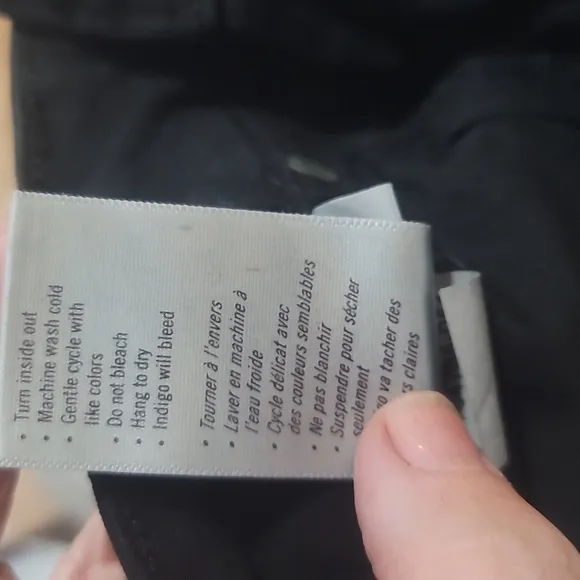 • Turn inside out
• Machine wash cold
• Gentle cycle with
like colors
• Do not bleach
• Hang to dry
• Indigo will bleed
• Tourner à l'envers
• Laver en machine à
l'eau froide
• Cycle délicat avec
des couleurs semblables
• Ne pas blanchir
• Suspendre pour sécher
seulement
va tacher des
claires